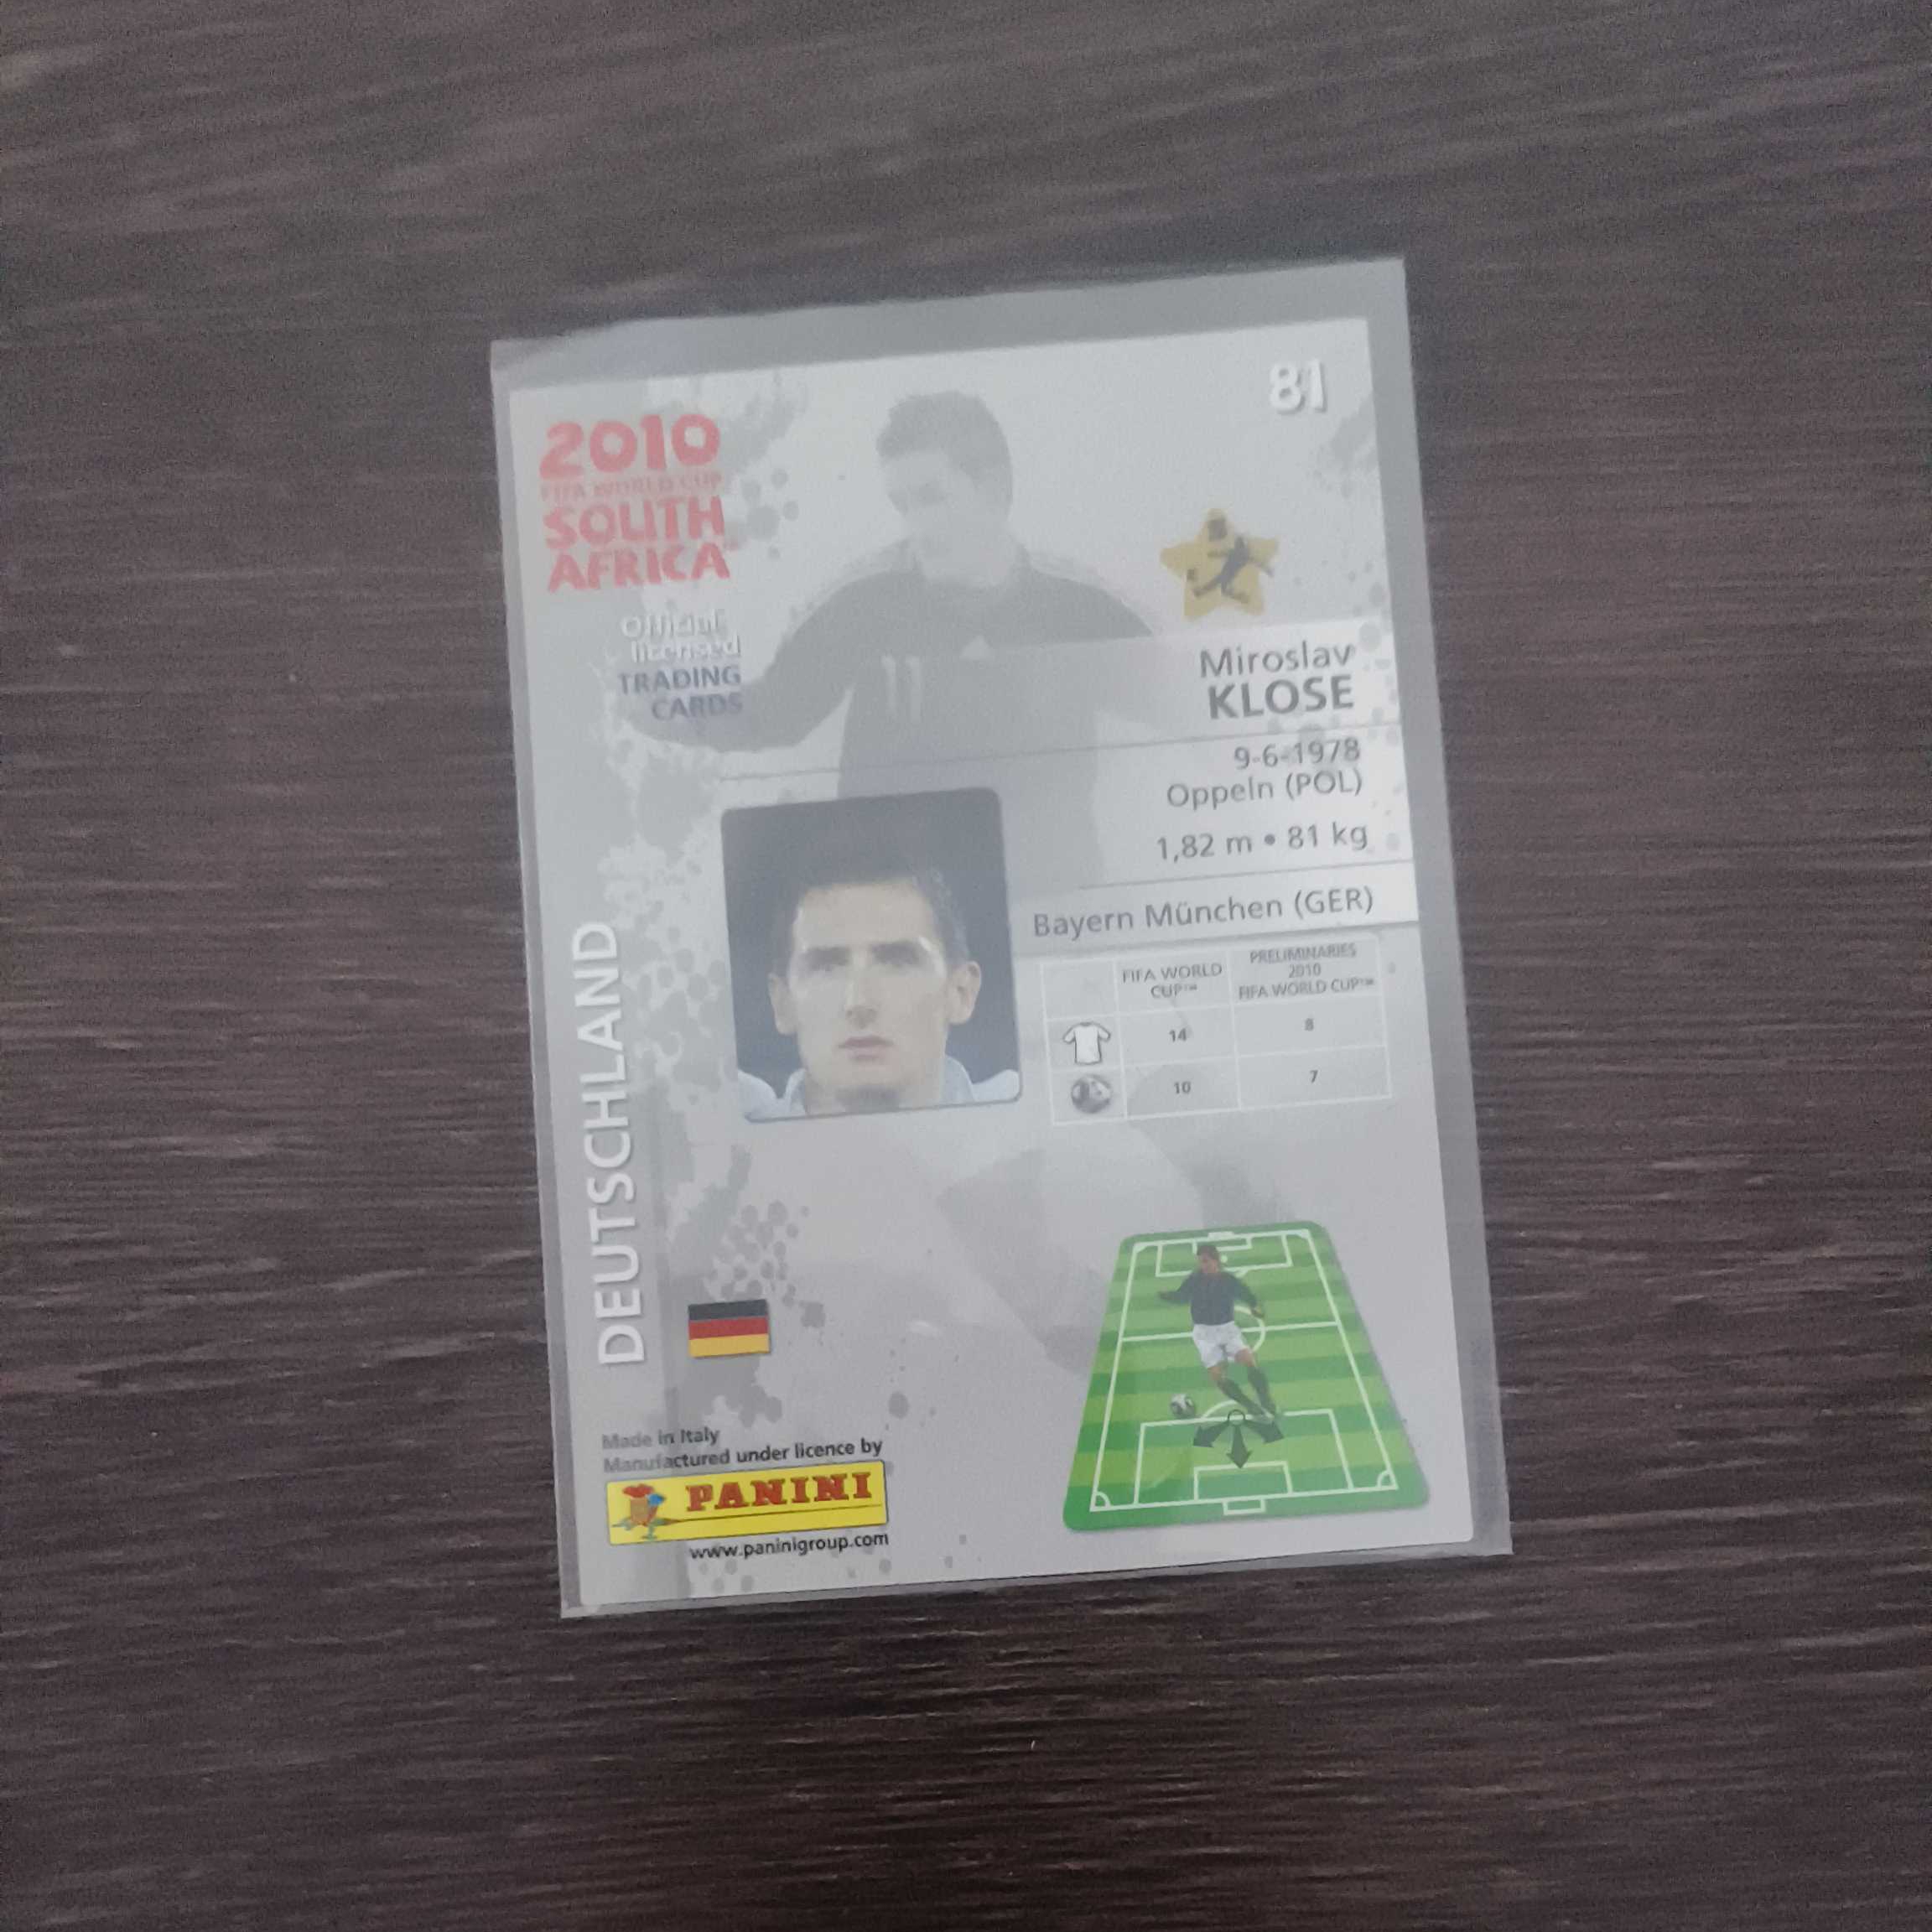 81
2010
FIFA WORLD CUP
SOUTH
AFRICA
Official
licensed
TRADING
CARDS
11
Miroslav
KLOSE
9-6-1978
Oppeln (POL)
1,82 m • 81 kg
Bayern München (GER)
FIFA WORLD
CUP™
PRELIMINARIES
2010
FIFA WORLD CUP™
14
8
10
7
DEUTSCHLAND
Made in Italy
Manufactured under licence by
PANINI
www.paninigroup.com